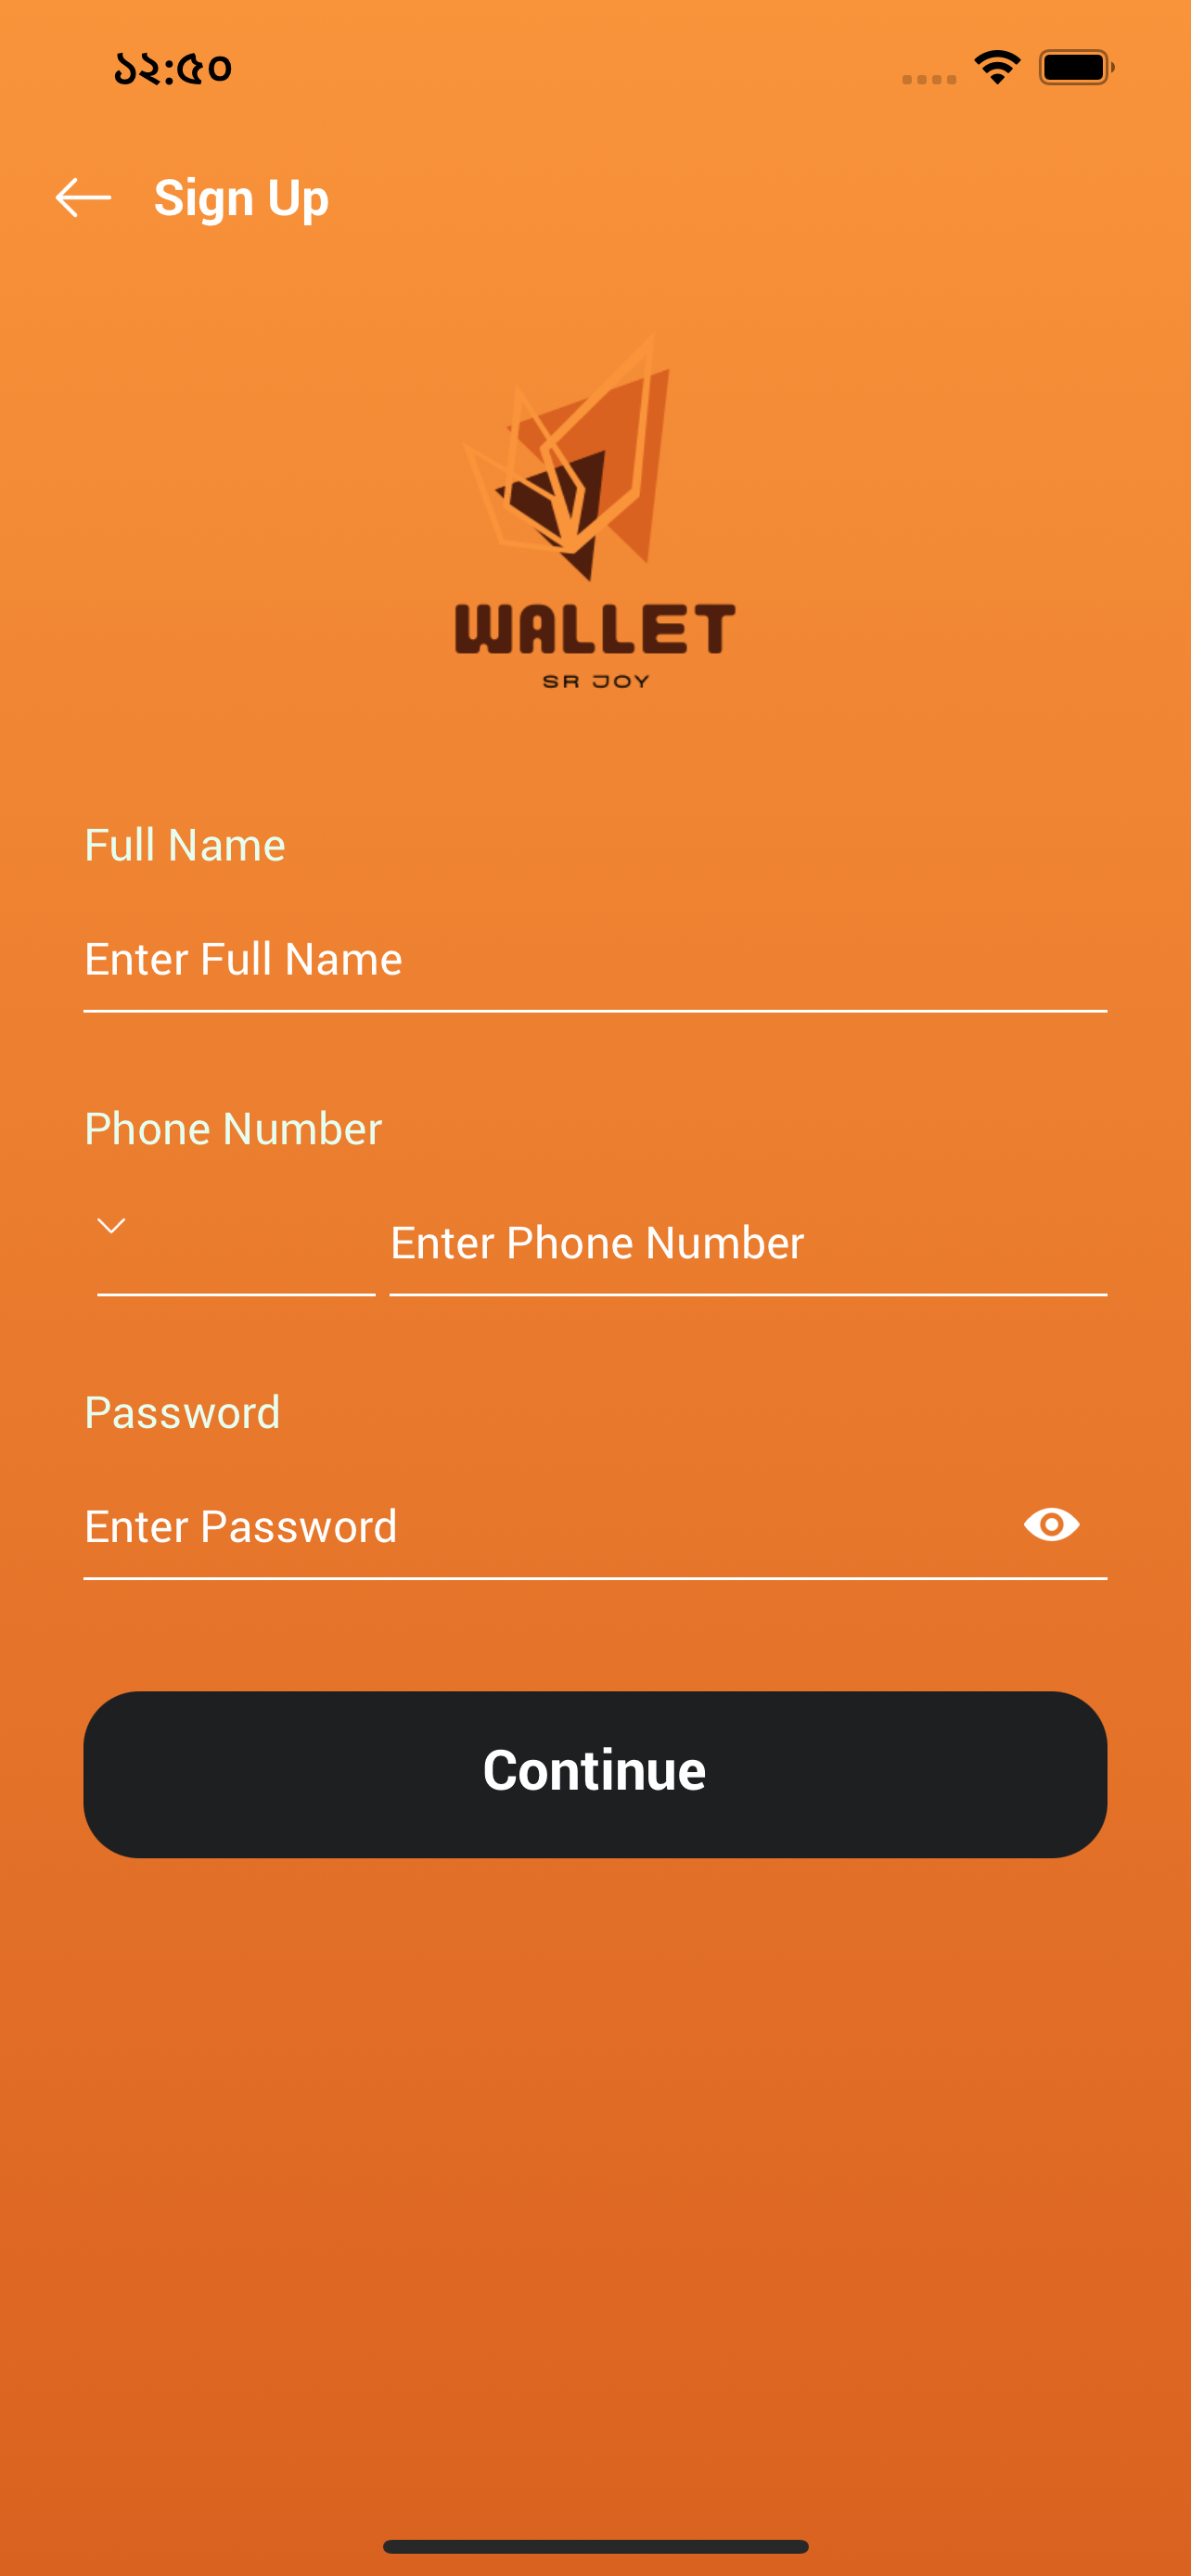 ১২:৫০
Sign Up
WALLET
SR JOY
Full Name
Enter Full Name
Phone Number
Enter Phone Number
Password
Enter Password
Continue